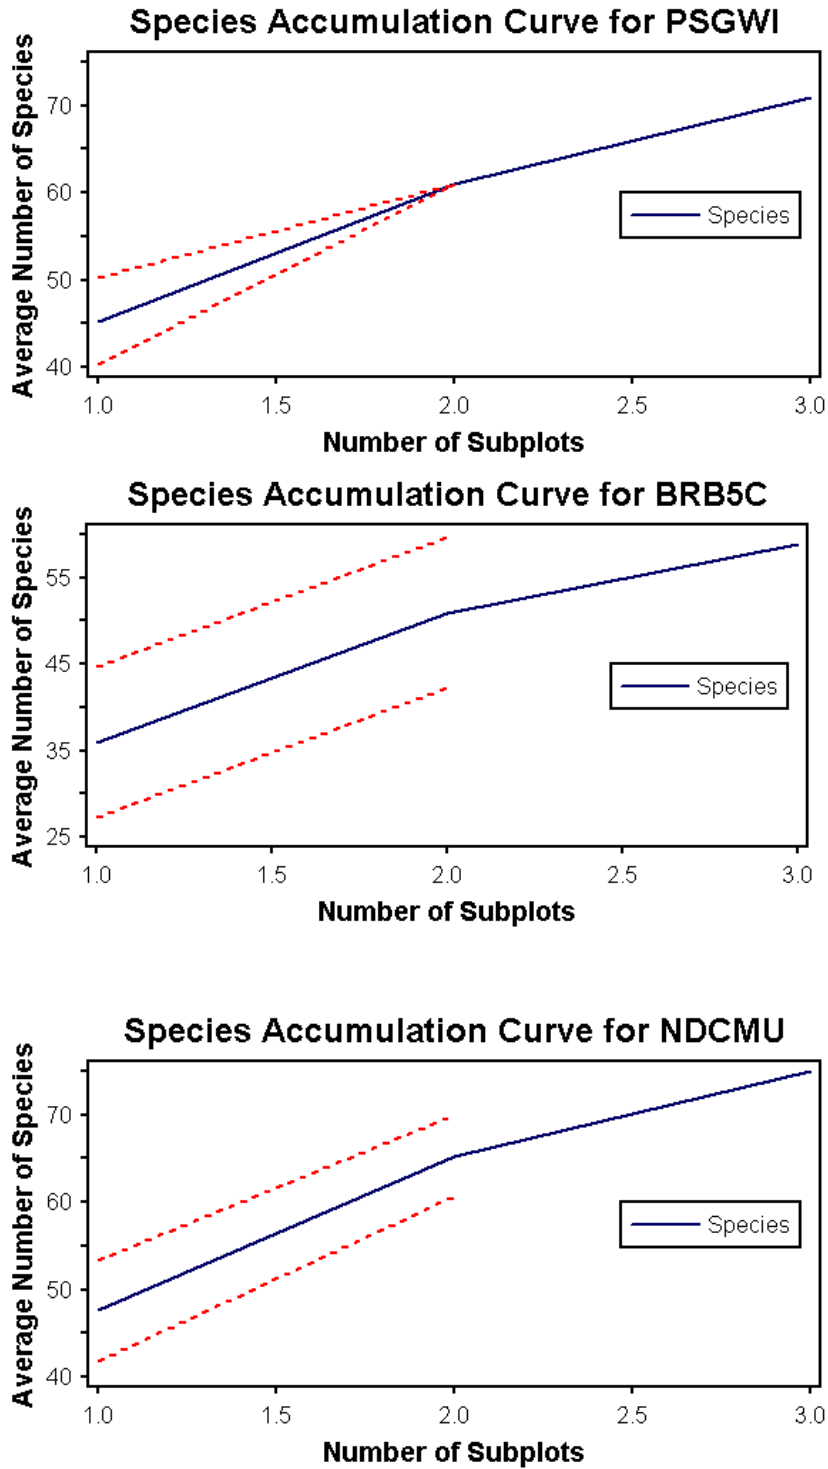 Species Accumulation Curve for PSGWI
Average Number of Species
70
60
50
40
Species
1.0 1.5 2.0 2.5 3.0
Number of Subplots
Species Accumulation Curve for BRB5C
Average Number of Species
55
45
35
25
Species
1.0 1.5 2.0 2.5 3.0
Number of Subplots
Species Accumulation Curve for NDCMU
Average Number of Species
70
60
50
40
Species
1.0 1.5 2.0 2.5 3.0
Number of Subplots